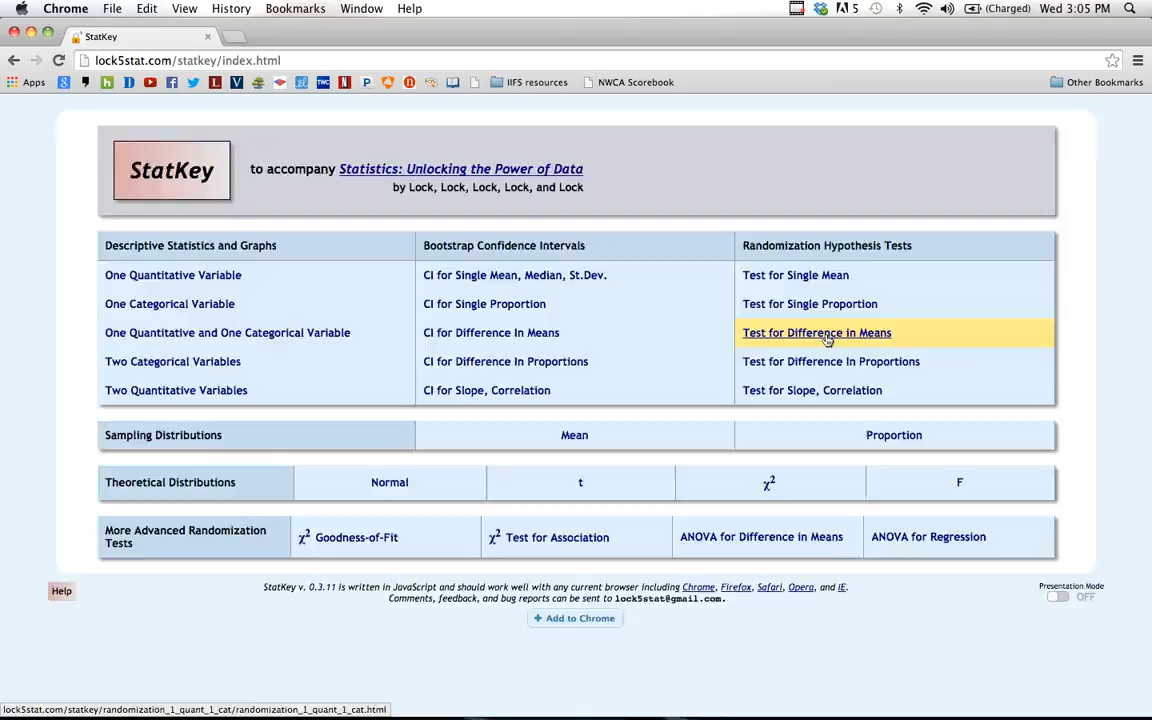 Chrome File Edit View History Bookmarks Window Help
5 (Charged) Wed 3:05 PM
StatKey
lock5stat.com/statkey/index.html
Apps IIFS resources NWCA Scorebook Other Bookmarks
StatKey
to accompany Statistics: Unlocking the Power of Data
by Lock, Lock, Lock, Lock, and Lock
Descriptive Statistics and Graphs Bootstrap Confidence Intervals Randomization Hypothesis Tests
One Quantitative Variable CI for Single Mean, Median, St.Dev. Test for Single Mean
One Categorical Variable CI for Single Proportion Test for Single Proportion
One Quantitative and One Categorical Variable CI for Difference In Means Test for Difference in Means
Two Categorical Variables CI for Difference In Proportions Test for Difference In Proportions
Two Quantitative Variables CI for Slope, Correlation Test for Slope, Correlation
Sampling Distributions Mean Proportion
Theoretical Distributions Normal t χ² F
More Advanced Randomization
Tests
χ² Goodness-of-Fit χ² Test for Association ANOVA for Difference in Means ANOVA for Regression
Help
StatKey v. 0.3.11 is written in JavaScript and should work well with any current browser including Chrome, Firefox, Safari, Opera, and IE.
Comments, feedback, and bug reports can be sent to lock5stat@gmail.com.
Presentation Mode
OFF
+ Add to Chrome
lock5stat.com/statkey/randomization_1_quant_1_cat/randomization_1_quant_1_cat.html